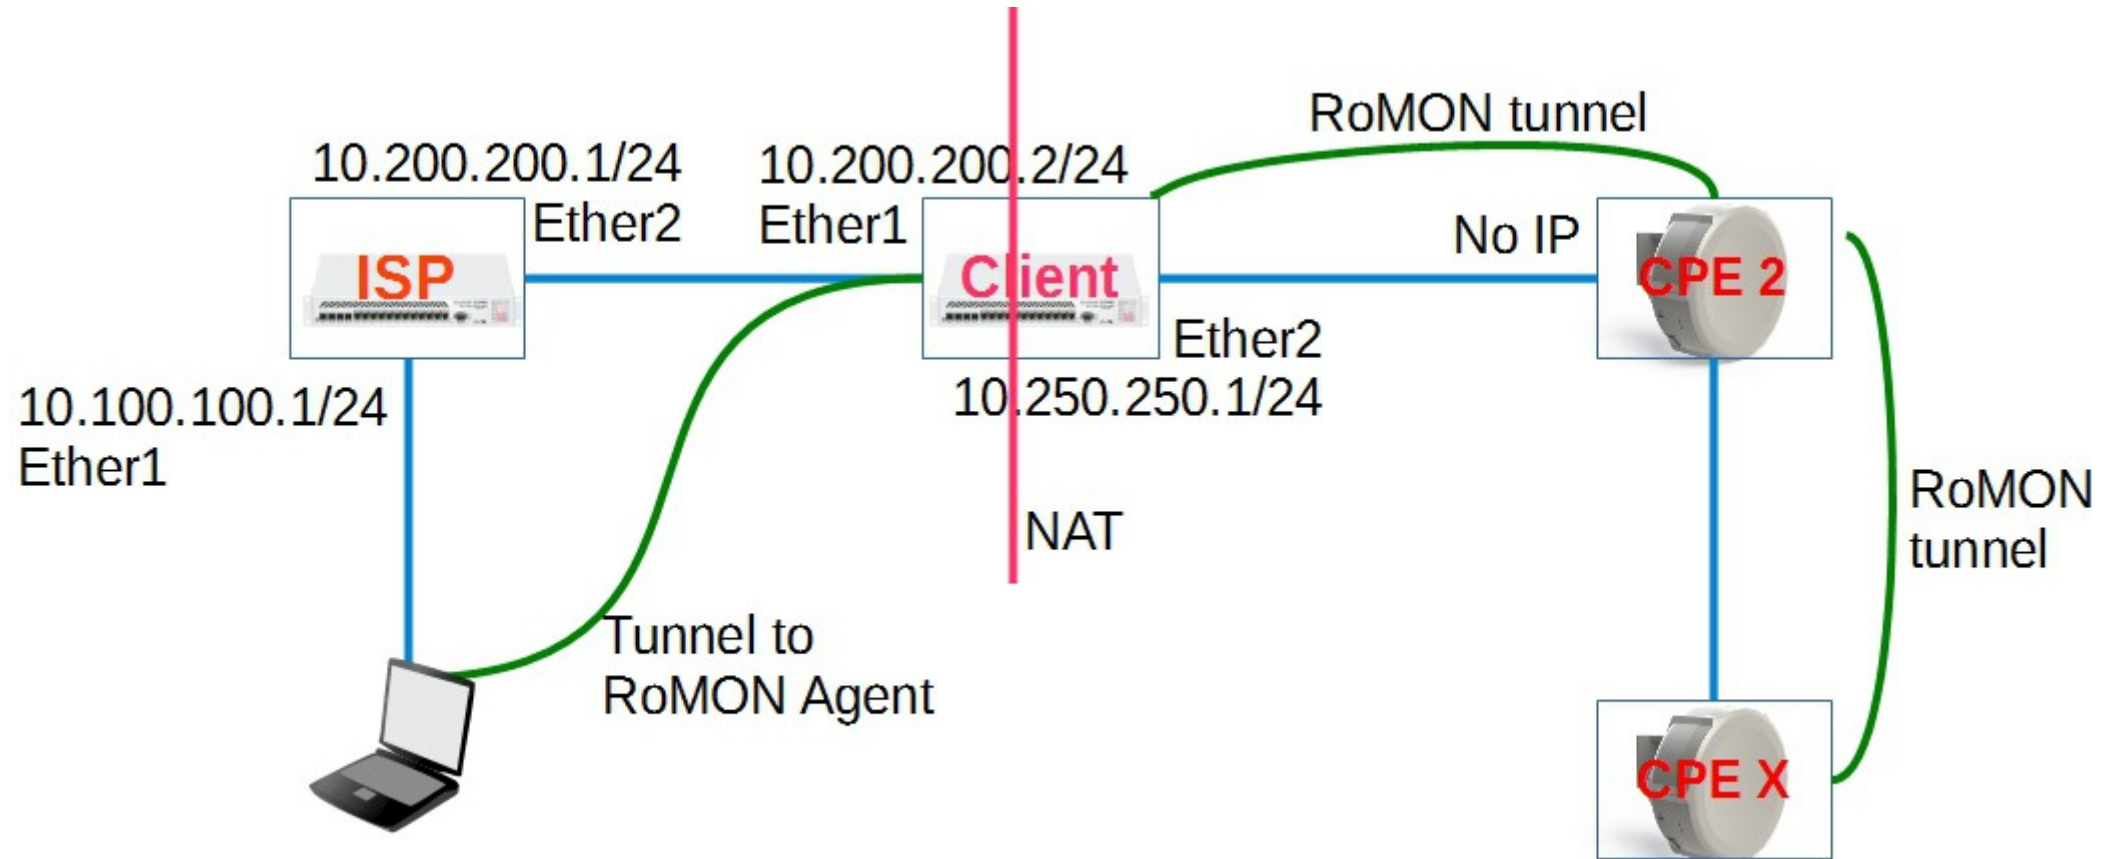 RoMON tunnel
10.200.200.1/24
Ether2
10.200.200.2/24
Ether1
No IP
ISP
Client
CPE 2
Ether2
10.250.250.1/24
10.100.100.1/24
Ether1
NAT
RoMON
tunnel
Tunnel to
RoMON Agent
CPE X